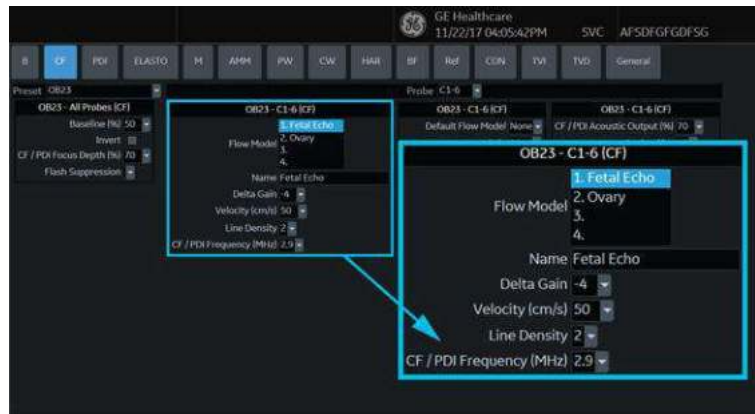 GE Healthcare
11/22/17 04:05:42PM SVC AFSDFGFGDFSG
B CF PDI ELASTO M AMM PW CW HAR BF Ref CON TVI TVD General
Preset OB23 Probe C1-6
OB23 - All Probes (CF)
Baseline (%) 50
Invert
CF / PDI Focus Depth (%) 70
Flash Suppression
OB23 - C1-6 (CF)
Flow Model
1. Fetal Echo
2. Ovary
3.
4.
Name Fetal Echo
Delta Gain -4
Velocity (cm/s) 50
Line Density 2
CF / PDI Frequency (MHz) 2.9
OB23 - C1-6 (CF)
Default Flow Model None
OB23 - C1-6 (CF)
CF / PDI Acoustic Output (%) 70
OB23 - C1-6 (CF)
Flow Model
1. Fetal Echo
2. Ovary
3.
4.
Name Fetal Echo
Delta Gain -4
Velocity (cm/s) 50
Line Density 2
CF / PDI Frequency (MHz) 2.9